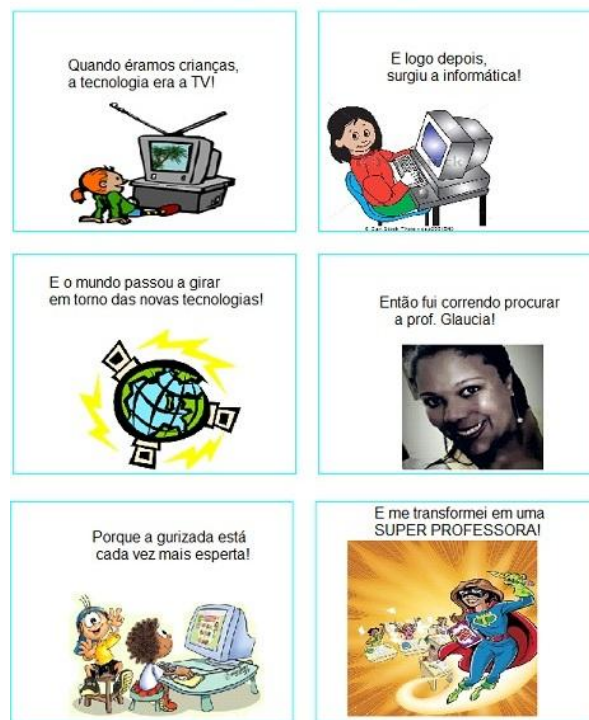 Quando éramos crianças,
a tecnologia era a TV!
E logo depois,
surgiu a informática!
E o mundo passou a girar
em torno das novas tecnologias!
Então fui correndo procurar
a prof. Glaucia!
Porque a gurizada está
cada vez mais esperta!
E me transformei em uma
SUPER PROFESSORA!